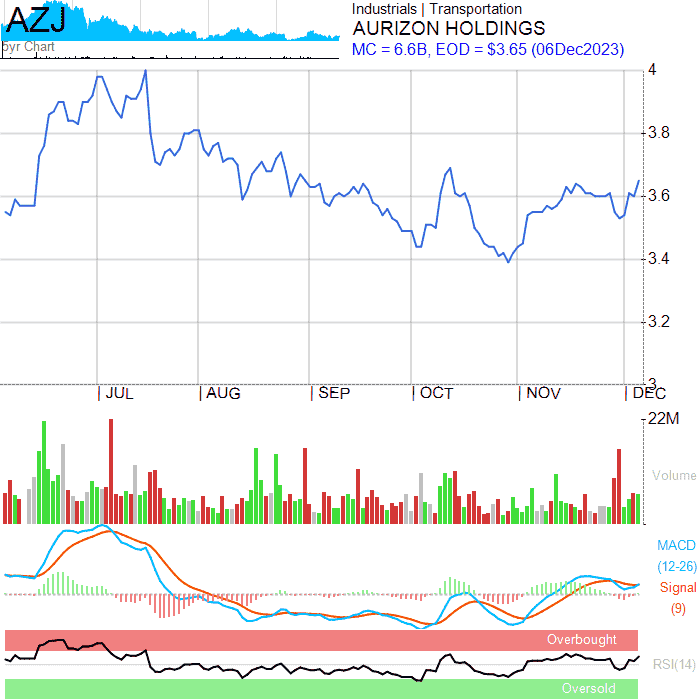 AZJ
5yr Chart
Industrials | Transportation
AURIZON HOLDINGS
MC = 6.6B, EOD = $3.65 (06Dec2023)
4
3.8
3.6
3.4
3.2
3
JUL AUG SEP OCT NOV DEC
22M
Volume
MACD
(12-26)
Signal
(9)
Overbought
RSI(14)
Oversold